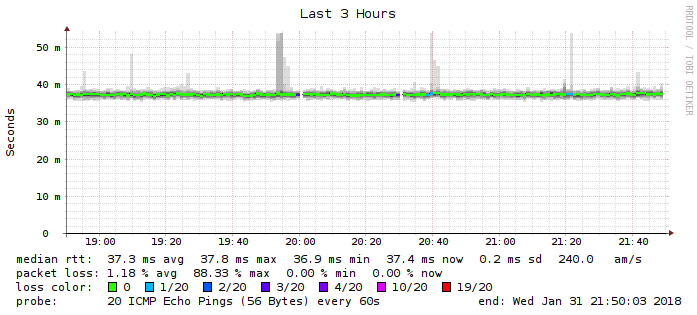 Last 3 Hours
RRDTOOL / TOBI OETIKER
Seconds
50 m
40 m
30 m
20 m
10 m
0
19:00 19:20 19:40 20:00 20:20 20:40 21:00 21:20 21:40
median rtt: 37.3 ms avg 37.8 ms max 36.9 ms min 37.4 ms now 0.2 ms sd 240.0 am/s
packet loss: 1.18 % avg 88.33 % max 0.00 % min 0.00 % now
loss color: 0 1/20 2/20 3/20 4/20 10/20 19/20
probe: 20 ICMP Echo Pings (56 Bytes) every 60s end: Wed Jan 31 21:50:03 2018